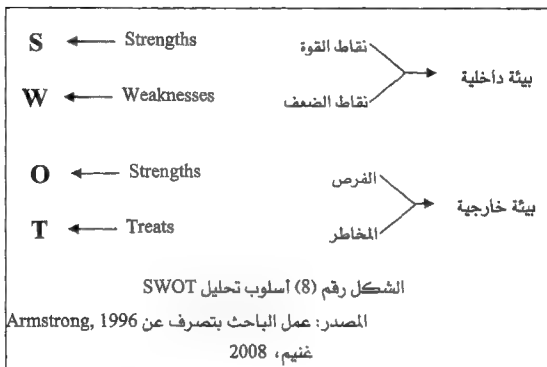 S Strengths نقاط القوة
بيئة داخلية
W Weaknesses نقاط الضعف
O Strengths الفرص
بيئة خارجية
T Treats المخاطر
الشكل رقم (8) أسلوب تحليل SWOT
المصدر: عمل الباحث بتصرف عن Armstrong, 1996
غنيم، 2008